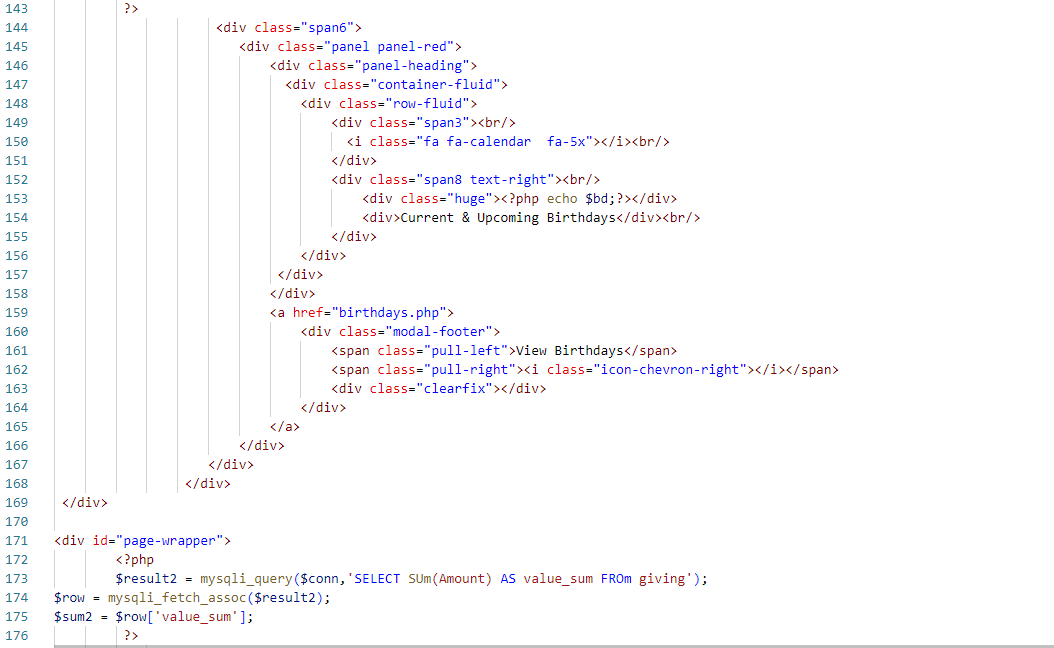 143 ?>
144 <div class="span6">
145 <div class="panel panel-red">
146 <div class="panel-heading">
147 <div class="container-fluid">
148 <div class="row-fluid">
149 <div class="span3"><br/>
150 <i class="fa fa-calendar  fa-5x"></i><br/>
151 </div>
152 <div class="span8 text-right"><br/>
153 <div class="huge"><?php echo $bd;?></div>
154 <div>Current & Upcoming Birthdays</div><br/>
155 </div>
156 </div>
157 </div>
158 </div>
159 <a href="birthdays.php">
160 <div class="modal-footer">
161 <span class="pull-left">View Birthdays</span>
162 <span class="pull-right"><i class="icon-chevron-right"></i></span>
163 <div class="clearfix"></div>
164 </div>
165 </a>
166 </div>
167 </div>
168 </div>
169 </div>
170
171 <div id="page-wrapper">
172 <?php
173 $result2 = mysqli_query($conn,'SELECT SUm(Amount) AS value_sum FROm giving');
174 $row = mysqli_fetch_assoc($result2);
175 $sum2 = $row['value_sum'];
176 ?>